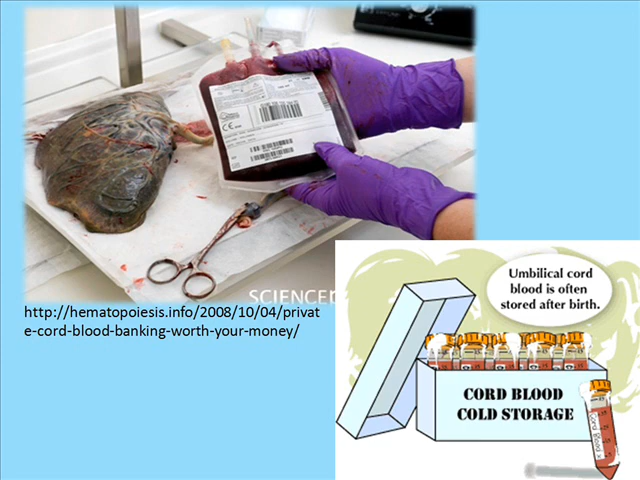 SCIENCE
http://hematopoiesis.info/2008/10/04/privat
e-cord-blood-banking-worth-your-money/
Umbilical cord
blood is often
stored after birth.
CORD BLOOD
COLD STORAGE